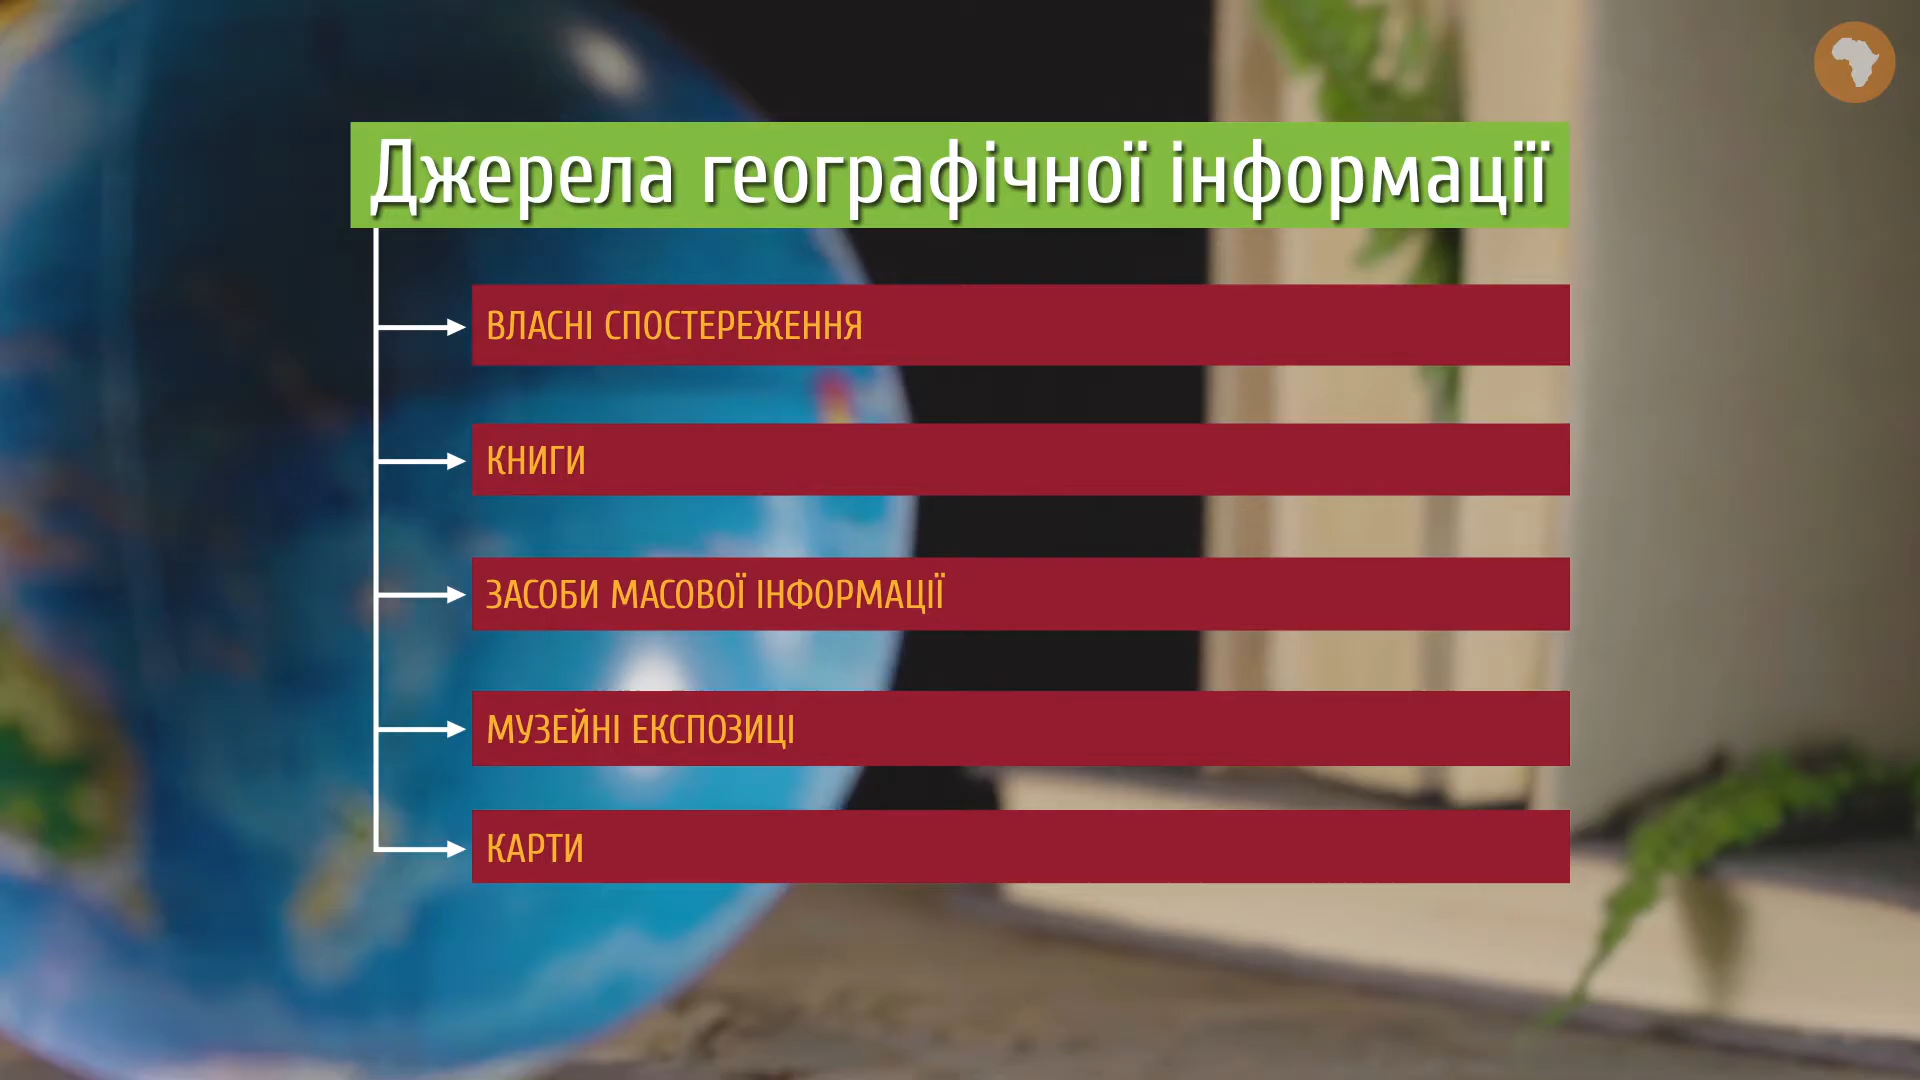 Джерела географічної інформації
ВЛАСНІ СПОСТЕРЕЖЕННЯ
КНИГИ
ЗАСОБИ МАСОВОЇ ІНФОРМАЦІЇ
МУЗЕЙНІ ЕКСПОЗИЦІ
КАРТИ